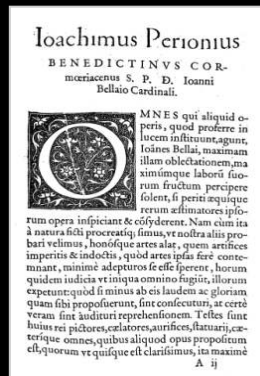 Ioachimus Perionius
BENEDICTINVS COR-
mœriacenus S. P. D. Ioanni
Bellaio Cardinali.
OMNES qui aliquid o-
peris, quod proferre in
lucem instituunt, agunt,
Ioānes Bellai, maximam
illam oblectationem, ma
ximúmque laborū suo-
rum fructum percipere
solent, si periti æquique
rerum æstimatores ipso-
rum opera inspiciant & cōsyderent. Nam cùm ita
à natura ficti procreatiq; simus, vt nostra aliis pro-
bari velimus, honósque artes alat, quem artifices
imperitis & indoctis, quòd artes ipsas ferè conte-
mnant, minimè adepturos se esse sperent, horum
quidem iudicia vt iniqua omnino fugiūt, illorum
expetunt: quòd si minus ab eis laudem ac gloriam
quam sibi proposuerunt, sint consecuturi, at certè
veram sint audituri reprehensionem. Testes sunt
huius rei pictores, cælatores, aurifices, statuarij, cæ-
terique omnes, quibus aliquod opus propositum
est, quorum vt quisque est clarissimus, ita maximè
A ij